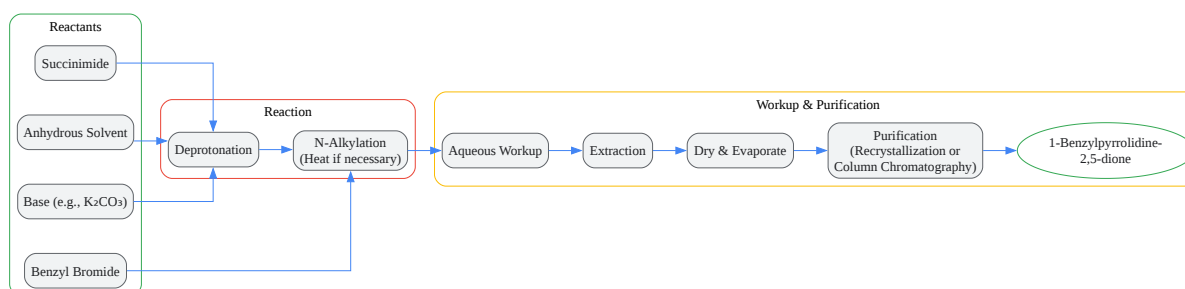 Reactants
Succinimide
Anhydrous Solvent
Base (e.g., K₂CO₃)
Benzyl Bromide
Reaction
Deprotonation
N-Alkylation
(Heat if necessary)
Workup & Purification
Aqueous Workup
Extraction
Dry & Evaporate
Purification
(Recrystallization or
Column Chromatography)
1-Benzylpyrrolidine-
2,5-dione